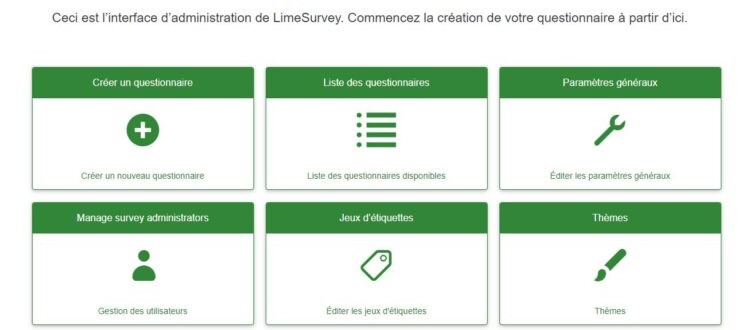 Ceci est l’interface d’administration de LimeSurvey. Commencez la création de votre questionnaire à partir d’ici.
Créer un questionnaire
Liste des questionnaires
Paramètres généraux
Créer un nouveau questionnaire
Liste des questionnaires disponibles
Éditer les paramètres généraux
Manage survey administrators
Jeux d'étiquettes
Thèmes
Gestion des utilisateurs
Éditer les jeux d'étiquettes
Thèmes